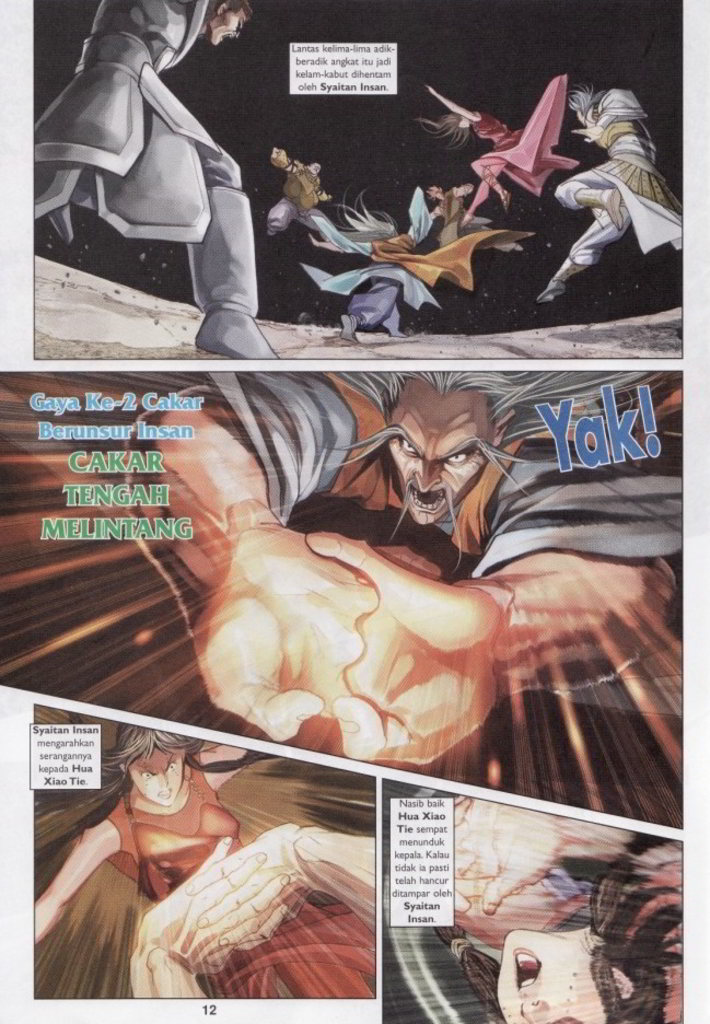 Lantas kelima-lima adik-
beradik angkat itu jadi
kelam-kabut dihentam
oleh Syaitan Insan.
Gaya Ke-2 Cakar
Berunsur Insan
CAKAR
TENGAH
MELINTANG
Yak!
Syaitan Insan
mengarahkan
serangannya
kepada Hua
Xiao Tie.
Nasib baik
Hua Xiao
Tie sempat
menunduk
kepala. Kalau
tidak ia pasti
telah hancur
ditampar oleh
Syaitan
Insan.
12